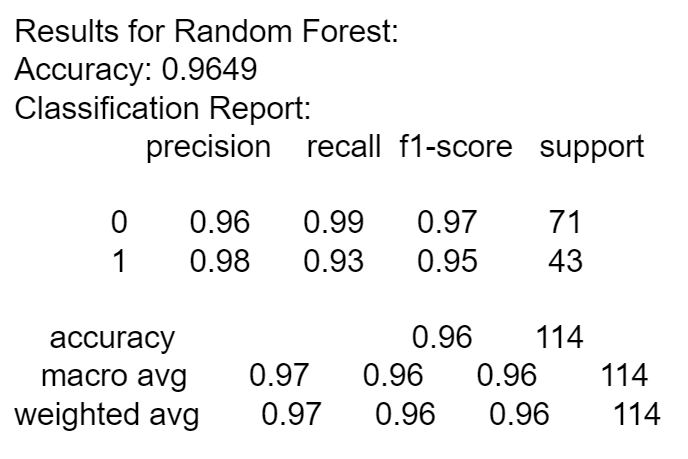 Results for Random Forest:
Accuracy: 0.9649
Classification Report:
precision recall f1-score support
0 0.96 0.99 0.97 71
1 0.98 0.93 0.95 43
accuracy 0.96 114
macro avg 0.97 0.96 0.96 114
weighted avg 0.97 0.96 0.96 114